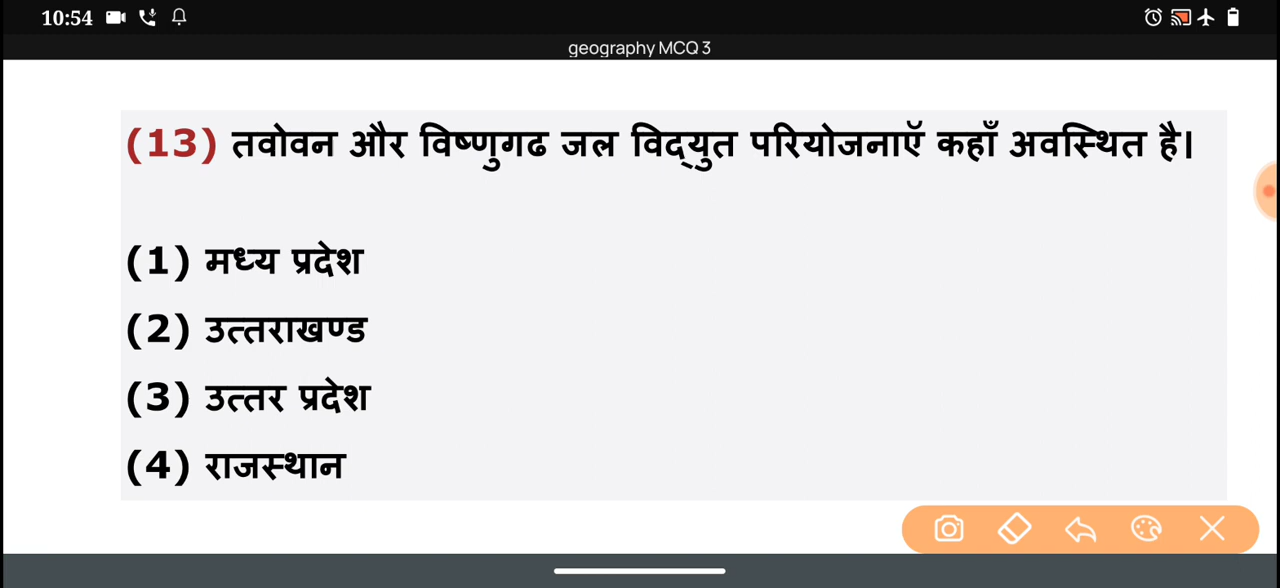 10:54
geography MCQ 3
(13) तवोवन और विष्णुगढ जल विद्‌युत परियोजनाएॅ कहाँ अवस्थित है।
(1) मध्य प्रदेश
(2) उत्तराखण्ड
(3) उत्तर प्रदेश
(4) राजस्थान